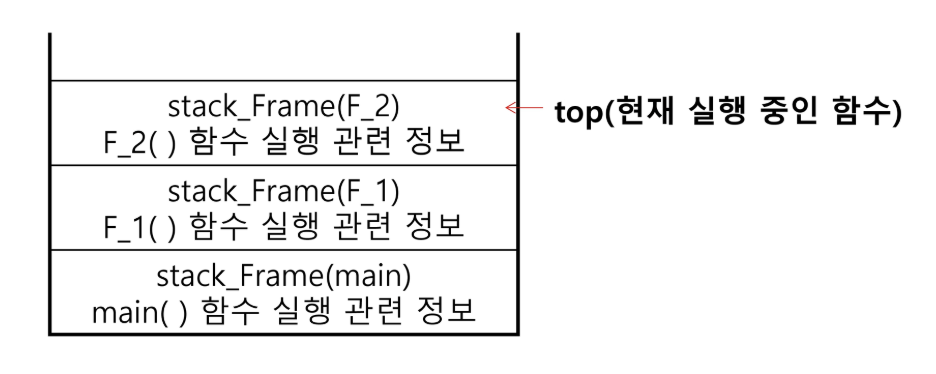 stack_Frame(F_2)
F_2( ) 함수 실행 관련 정보
top(현재 실행 중인 함수)
stack_Frame(F_1)
F_1( ) 함수 실행 관련 정보
stack_Frame(main)
main( ) 함수 실행 관련 정보